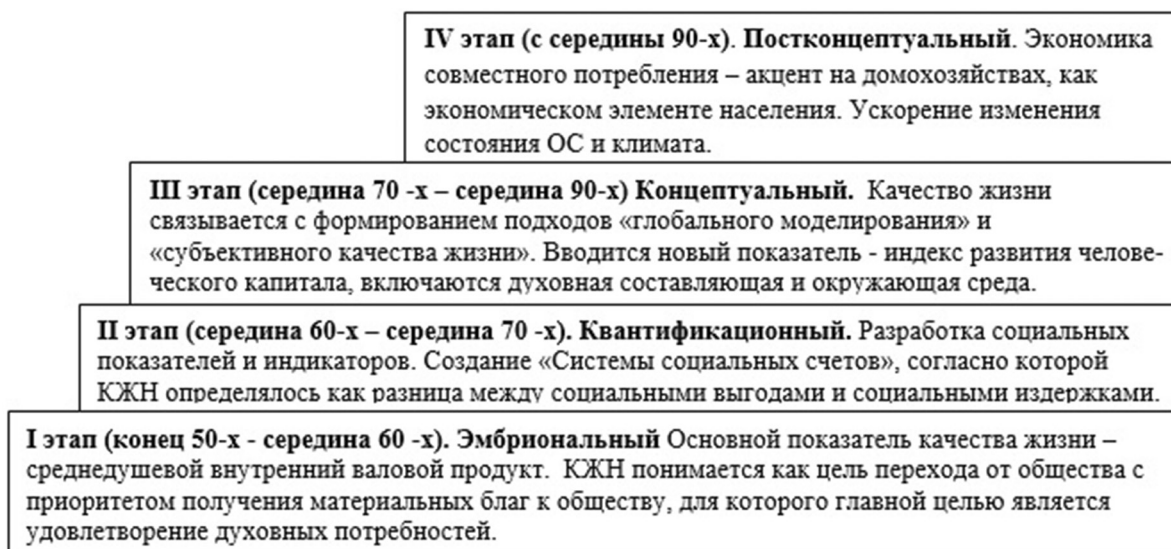 IV этап (с середины 90-х). Постконцептуальный. Экономика
совместного потребления – акцент на домохозяйствах, как
экономическом элементе населения. Ускорение изменения
состояния ОС и климата.
III этап (середина 70 -х – середина 90-х) Концептуальный. Качество жизни
связывается с формированием подходов «глобального моделирования» и
«субъективного качества жизни». Вводится новый показатель - индекс развития челове-
ческого капитала, включаются духовная составляющая и окружающая среда.
II этап (середина 60-х – середина 70 -х). Квантификационный. Разработка социальных
показателей и индикаторов. Создание «Системы социальных счетов», согласно которой
КЖН определялось как разница между социальными выгодами и социальными издержками.
I этап (конец 50-х - середина 60 -х). Эмбриональный Основной показатель качества жизни –
среднедушевой внутренний валовой продукт. КЖН понимается как цель перехода от общества с
приоритетом получения материальных благ к обществу, для которого главной целью является
удовлетворение духовных потребностей.